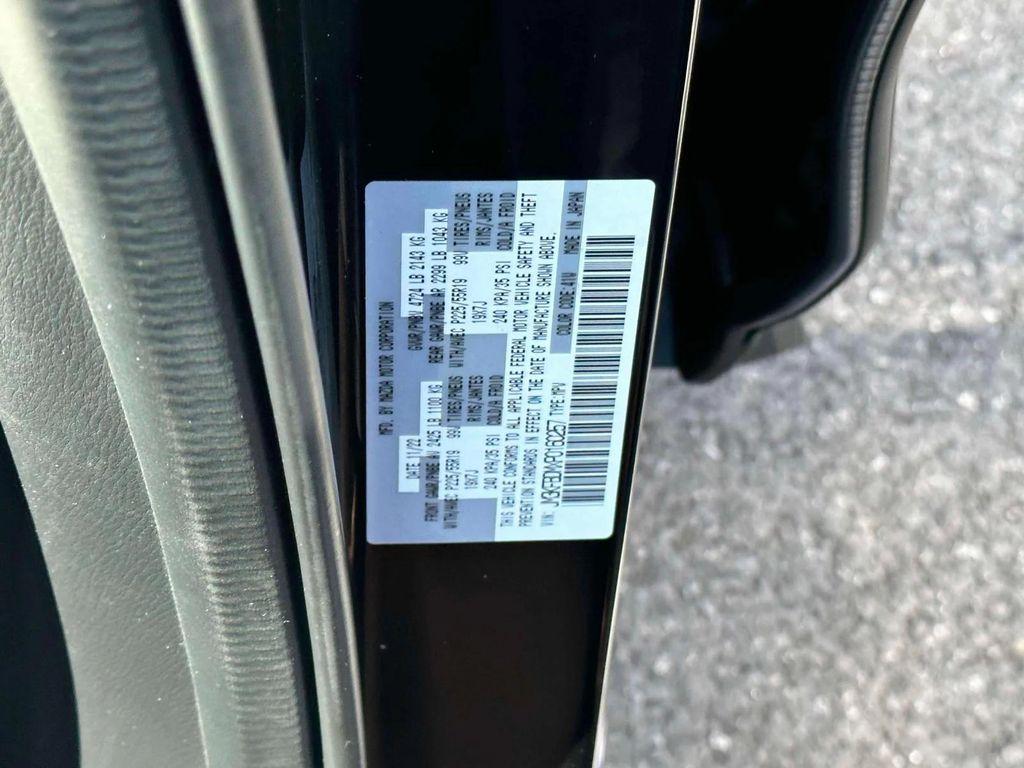 MFD. BY MAZDA MOTOR CORPORATION
DATE 11/22 GVWR/PNBV 4724 LB 2143 KG
FRONT GAWR/PNBE AV 2425 LB 1100 KG REAR GAWR/PNBE AR 2299 LB 1043 KG
WITH/AVEC P225/55R19 99V TIRES/PNEUS WITH/AVEC P225/55R19 99V TIRES/PNEUS
19X7J RIMS/JANTES 19X7J RIMS/JANTES
240 KPA/35 PSI COLD/A FROID 240 KPA/35 PSI COLD/A FROID
THIS VEHICLE CONFORMS TO ALL APPLICABLE FEDERAL MOTOR VEHICLE SAFETY AND THEFT
PREVENTION STANDARDS IN EFFECT ON THE DATE OF MANUFACTURE SHOWN ABOVE.
VIN: TYPE:MPV COLOR CODE:41W MADE IN JAPAN